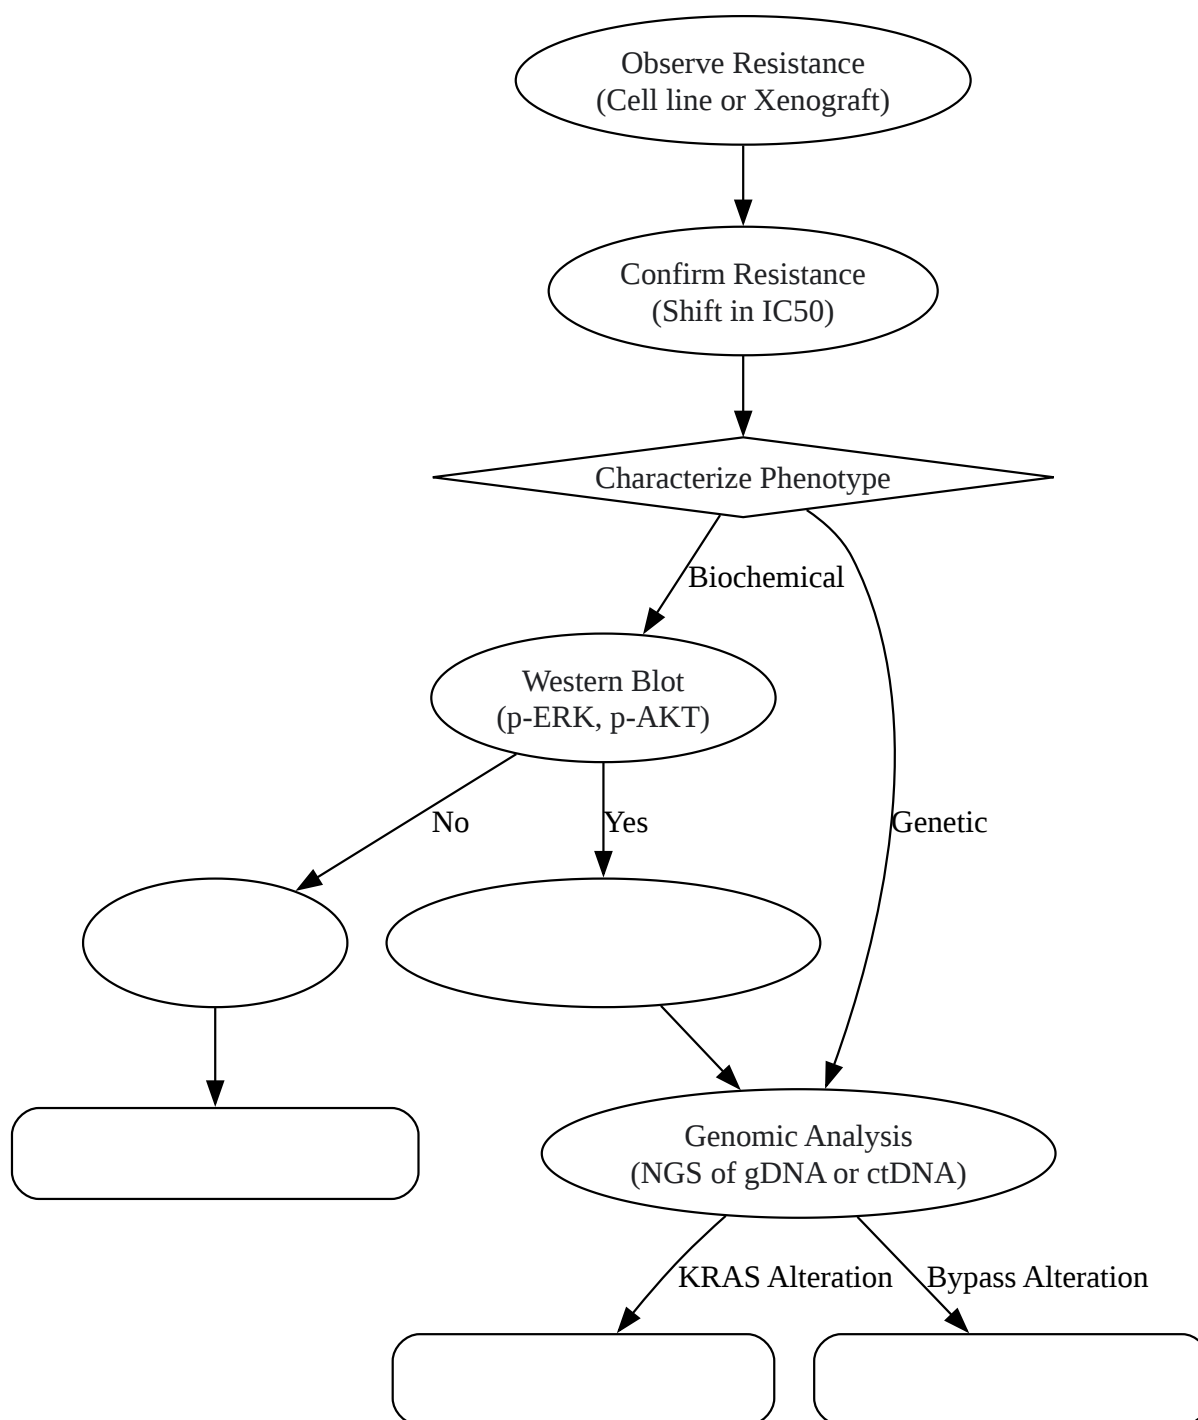 Observe Resistance
(Cell line or Xenograft)
Confirm Resistance
(Shift in IC50)
Characterize Phenotype
Biochemical
Western Blot
(p-ERK, p-AKT)
No
Yes
Genetic
Genomic Analysis
(NGS of gDNA or ctDNA)
KRAS Alteration
Bypass Alteration